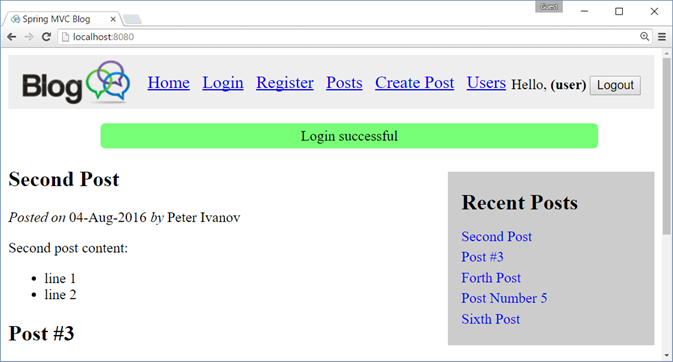 Spring MVC Blog
Guest
localhost:8080
Blog Home Login Register Posts Create Post Users Hello, (user) Logout
Login successful
Second Post
Posted on 04-Aug-2016 by Peter Ivanov
Second post content:
line 1
line 2
Post #3
Recent Posts
Second Post
Post #3
Forth Post
Post Number 5
Sixth Post